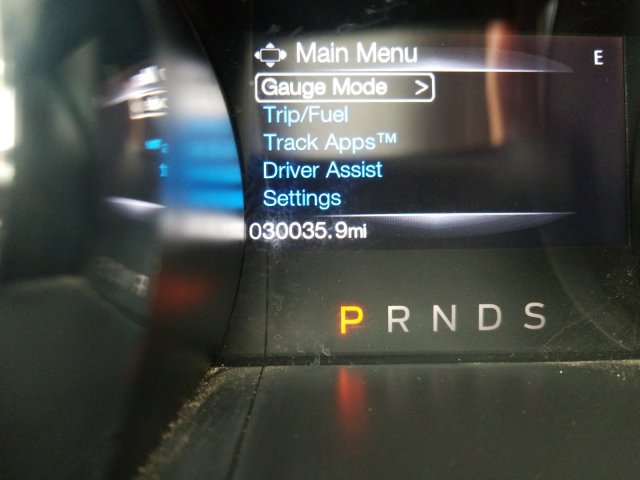 Main Menu
E
Gauge Mode >
Trip/Fuel
Track Apps™
Driver Assist
Settings
030035.9mi
P R N D S